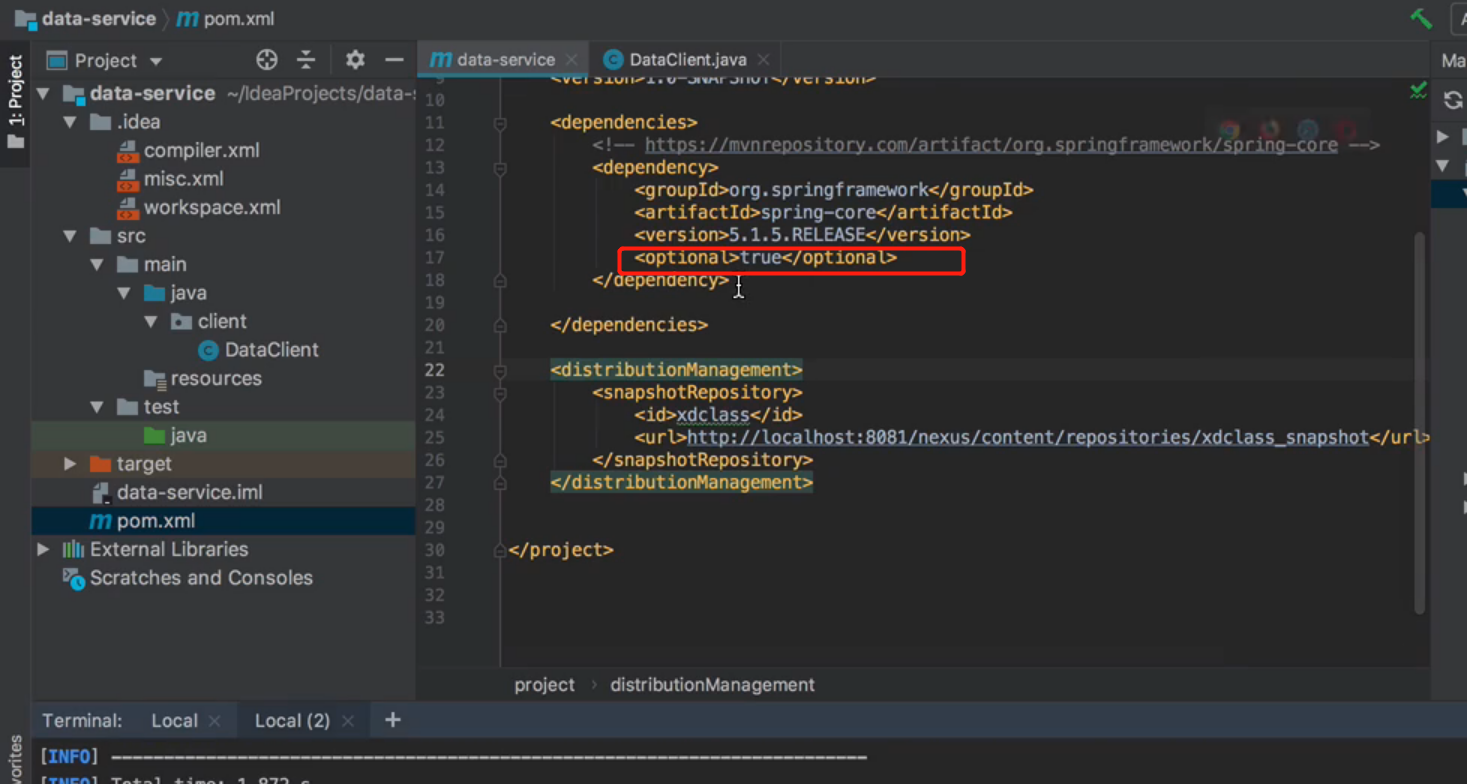 data-service
pom.xml
1: Project
Project
data-service
DataClient.java
Ma
data-service ~/IdeaProjects/data-
.idea
compiler.xml
misc.xml
workspace.xml
src
main
java
client
DataClient
resources
test
java
target
data-service.iml
pom.xml
External Libraries
Scratches and Consoles
9 <version>1.0-SNAPSHOT</version>
10
11 <dependencies>
12 <!-- https://mvnrepository.com/artifact/org.springframework/spring-core -->
13 <dependency>
14 <groupId>org.springframework</groupId>
15 <artifactId>spring-core</artifactId>
16 <version>5.1.5.RELEASE</version>
17 <optional>true</optional>
18 </dependency>
19
20 </dependencies>
21
22 <distributionManagement>
23 <snapshotRepository>
24 <id>xdclass</id>
25 <url>http://localhost:8081/nexus/content/repositories/xdclass_snapshot</url>
26 </snapshotRepository>
27 </distributionManagement>
28
29
30 </project>
31
32
33
project › distributionManagement
Terminal: Local Local (2) +
vorites
[INFO] ------------------------------------------------------------------------
[INFO] Total time: 1.872 s